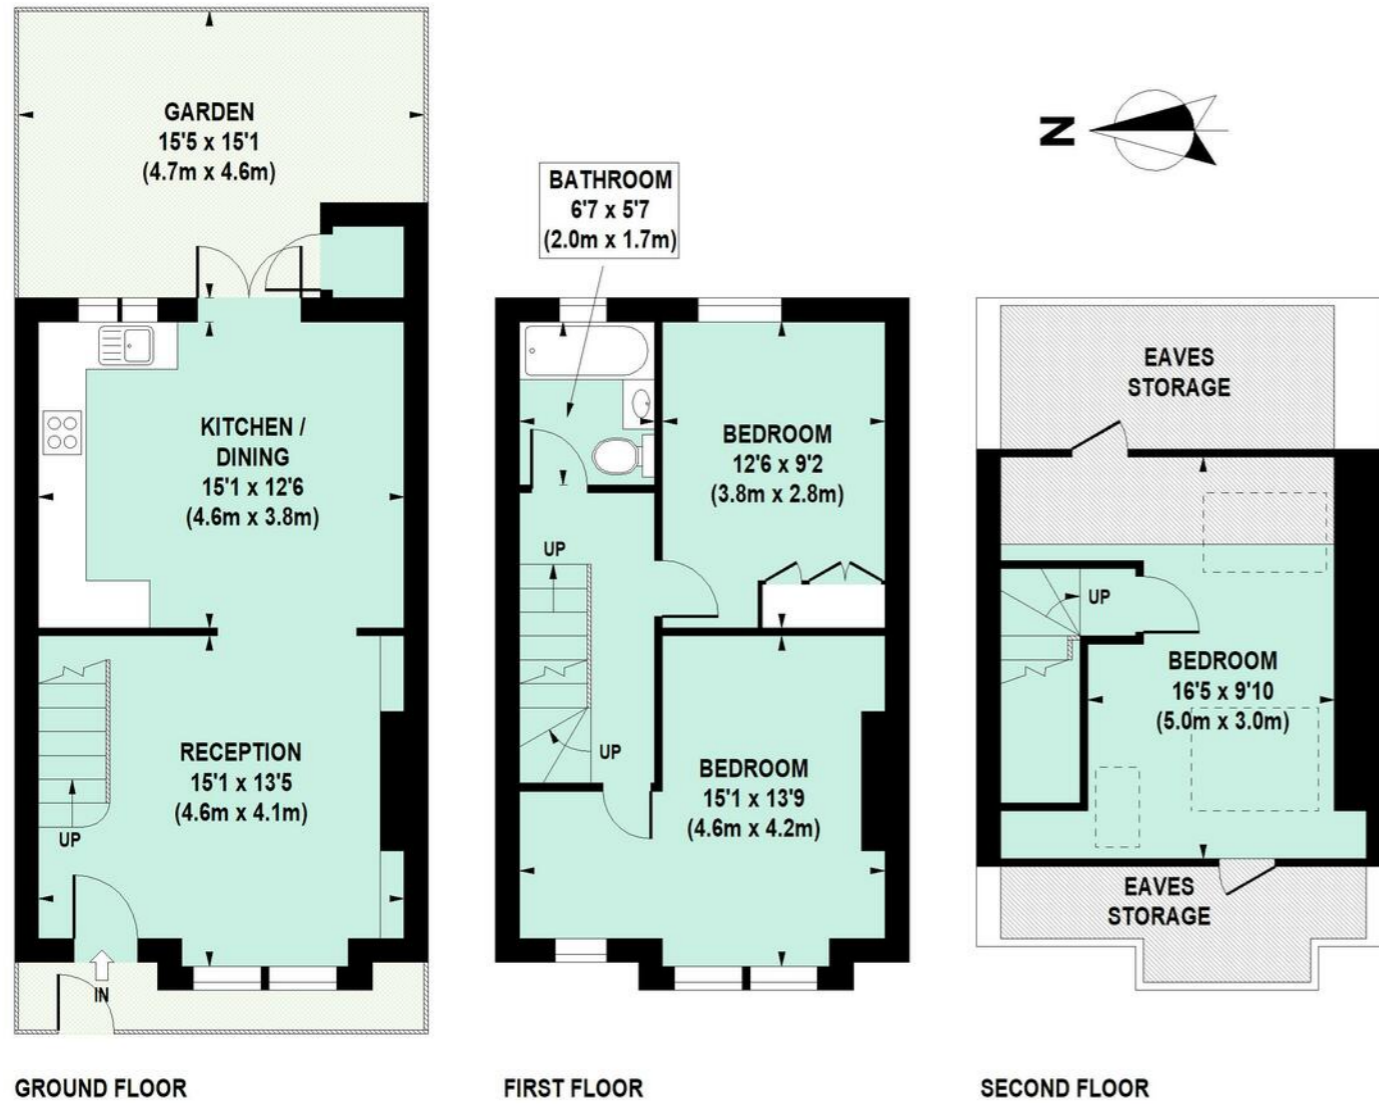 GARDEN
15'5 x 15'1
(4.7m x 4.6m)
KITCHEN /
DINING
15'1 x 12'6
(4.6m x 3.8m)
RECEPTION
15'1 x 13'5
(4.6m x 4.1m)
UP
IN
GROUND FLOOR
BATHROOM
6'7 x 5'7
(2.0m x 1.7m)
BEDROOM
12'6 x 9'2
(3.8m x 2.8m)
UP
UP
BEDROOM
15'1 x 13'9
(4.6m x 4.2m)
FIRST FLOOR
N
EAVES
STORAGE
UP
BEDROOM
16'5 x 9'10
(5.0m x 3.0m)
EAVES
STORAGE
SECOND FLOOR